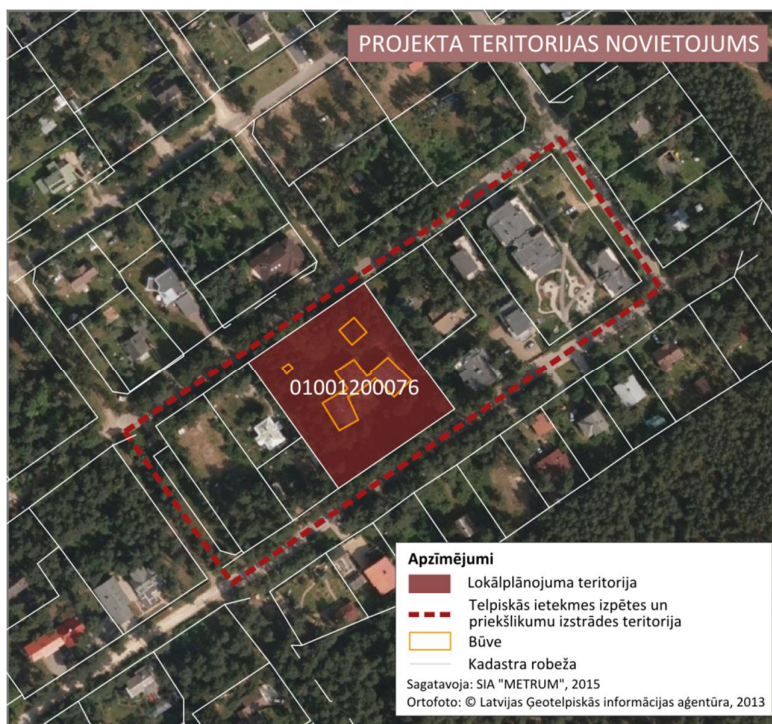 PROJEKTA TERITORIJAS NOVIETOJUMS
01001200076
Apzīmējumi
Lokālplānojuma teritorija
Telpiskās ietekmes izpētes un
priekšlikumu izstrādes teritorija
Būve
Kadastra robeža
Sagatavoja: SIA "METRUM", 2015
Ortofoto: © Latvijas Ģeotelpiskās informācijas aģentūra, 2013